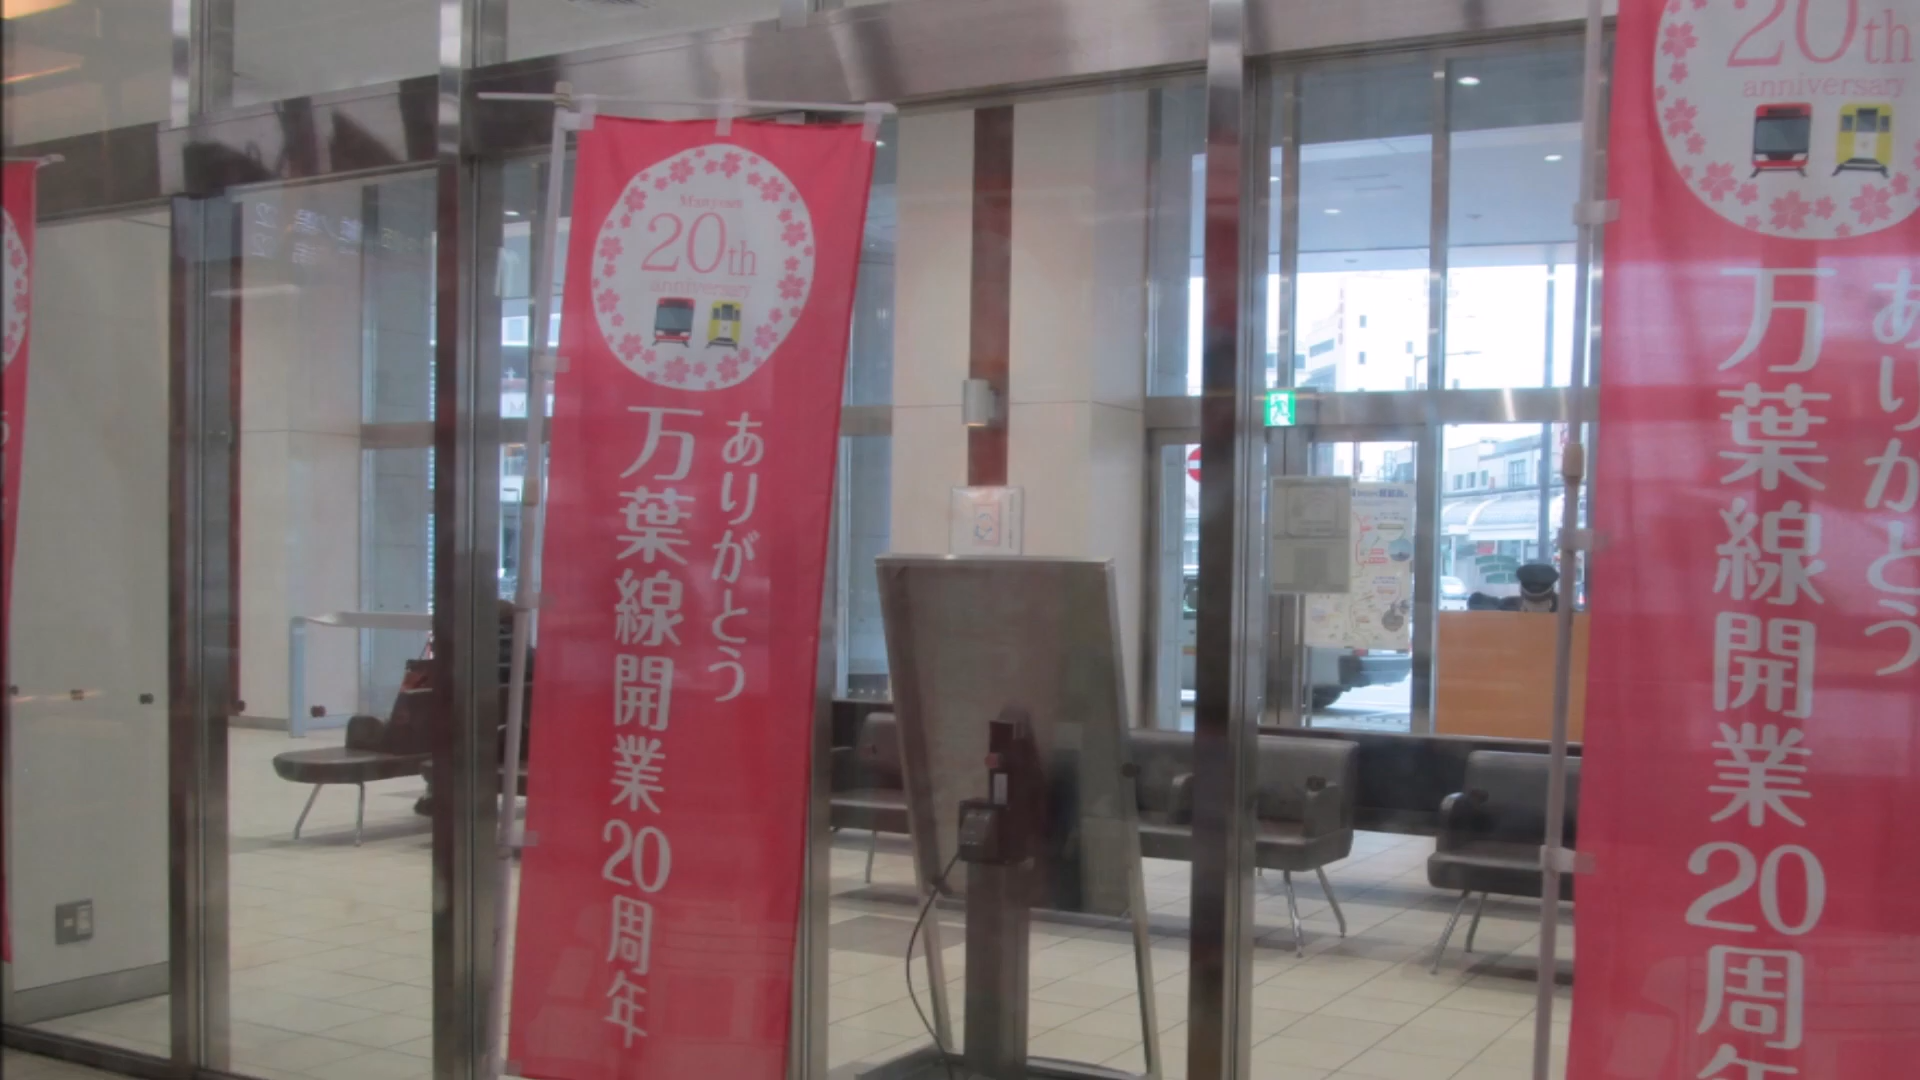 20th
anniversary
ありがとう
万葉線開業20周年
20th
anniversary
ありがとう
万葉線開業20周年